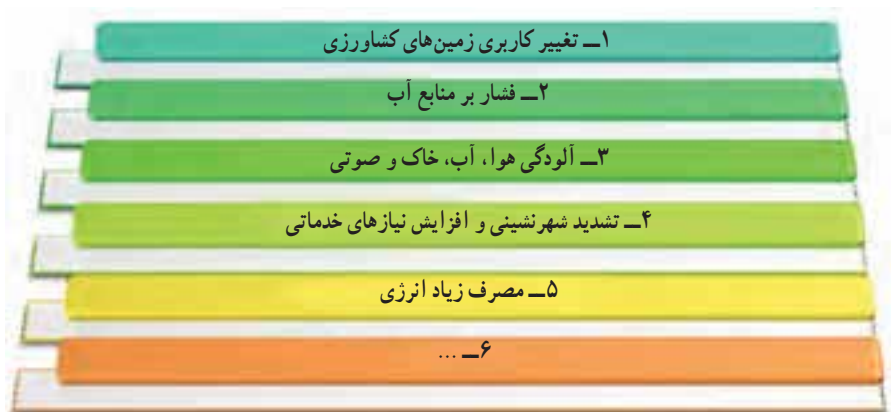 ۱ــ تغییر کاربری زمین‌های کشاورزی
۲ــ فشار بر منابع آب
۳ــ آلودگی هوا، آب، خاک و صوتی
۴ــ تشدید شهرنشینی و افزایش نیازهای خدماتی
۵ــ مصرف زیاد انرژی
۶ــ ...